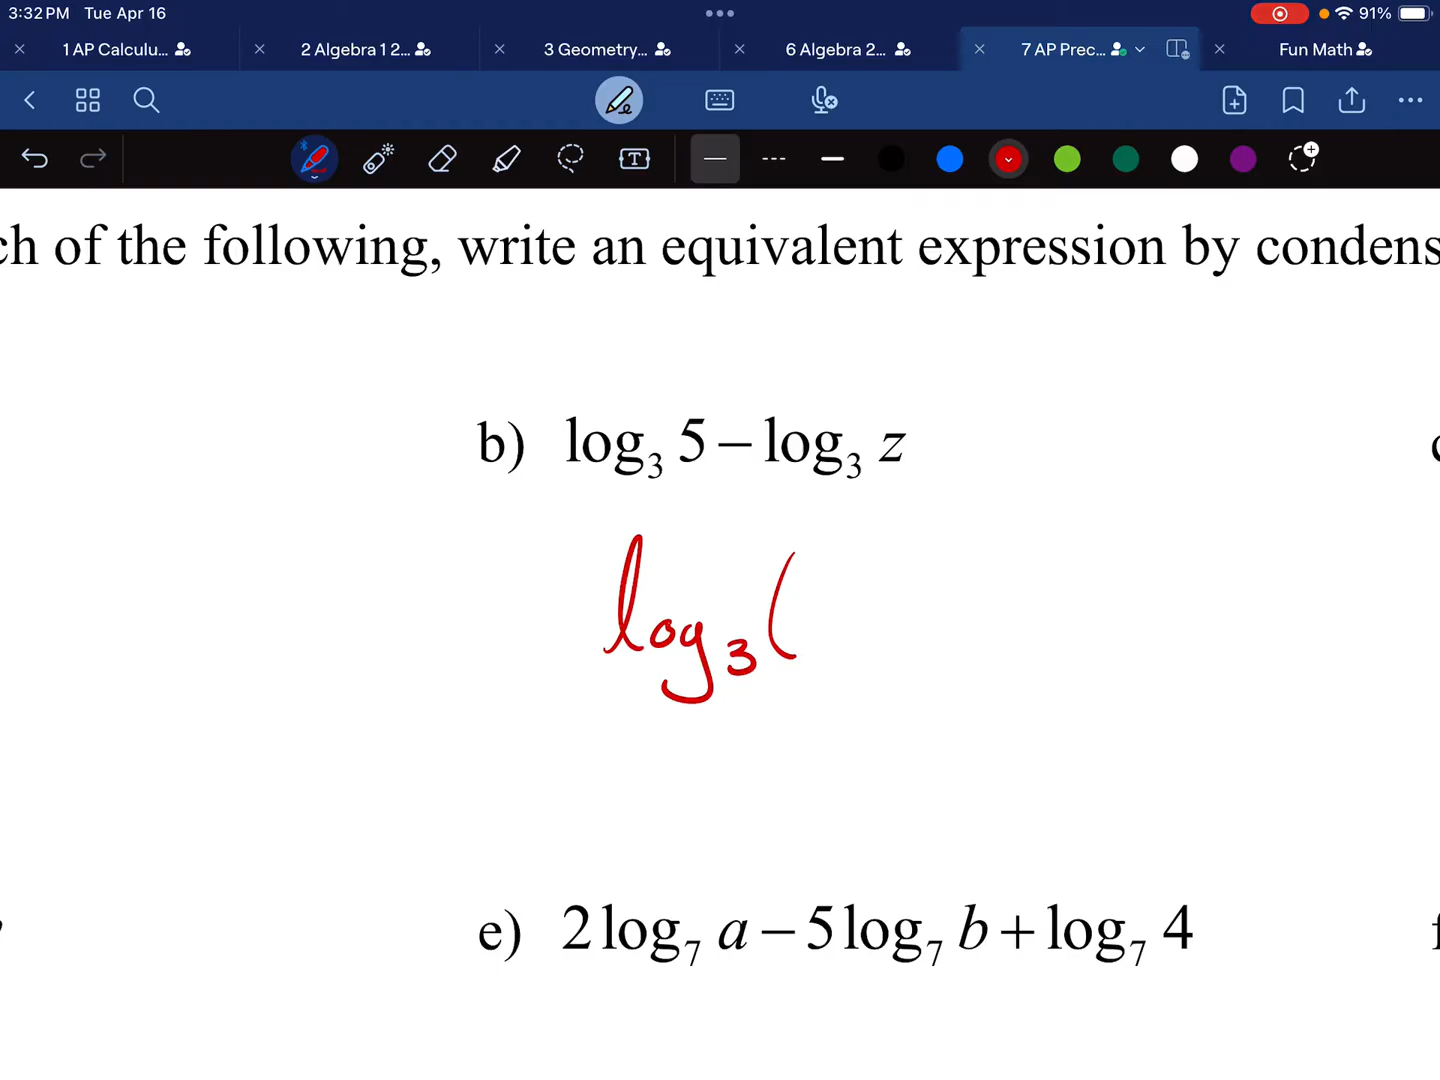 3:32 PM Tue Apr 16 91%
1 AP Calculu... 2 Algebra 1 2... 3 Geometry... 6 Algebra 2... 7 AP Prec... Fun Math
T
ch of the following, write an equivalent expression by condens
b) log₃ 5 – log₃ z
log₃(
e) 2 log₇ a – 5 log₇ b + log₇ 4